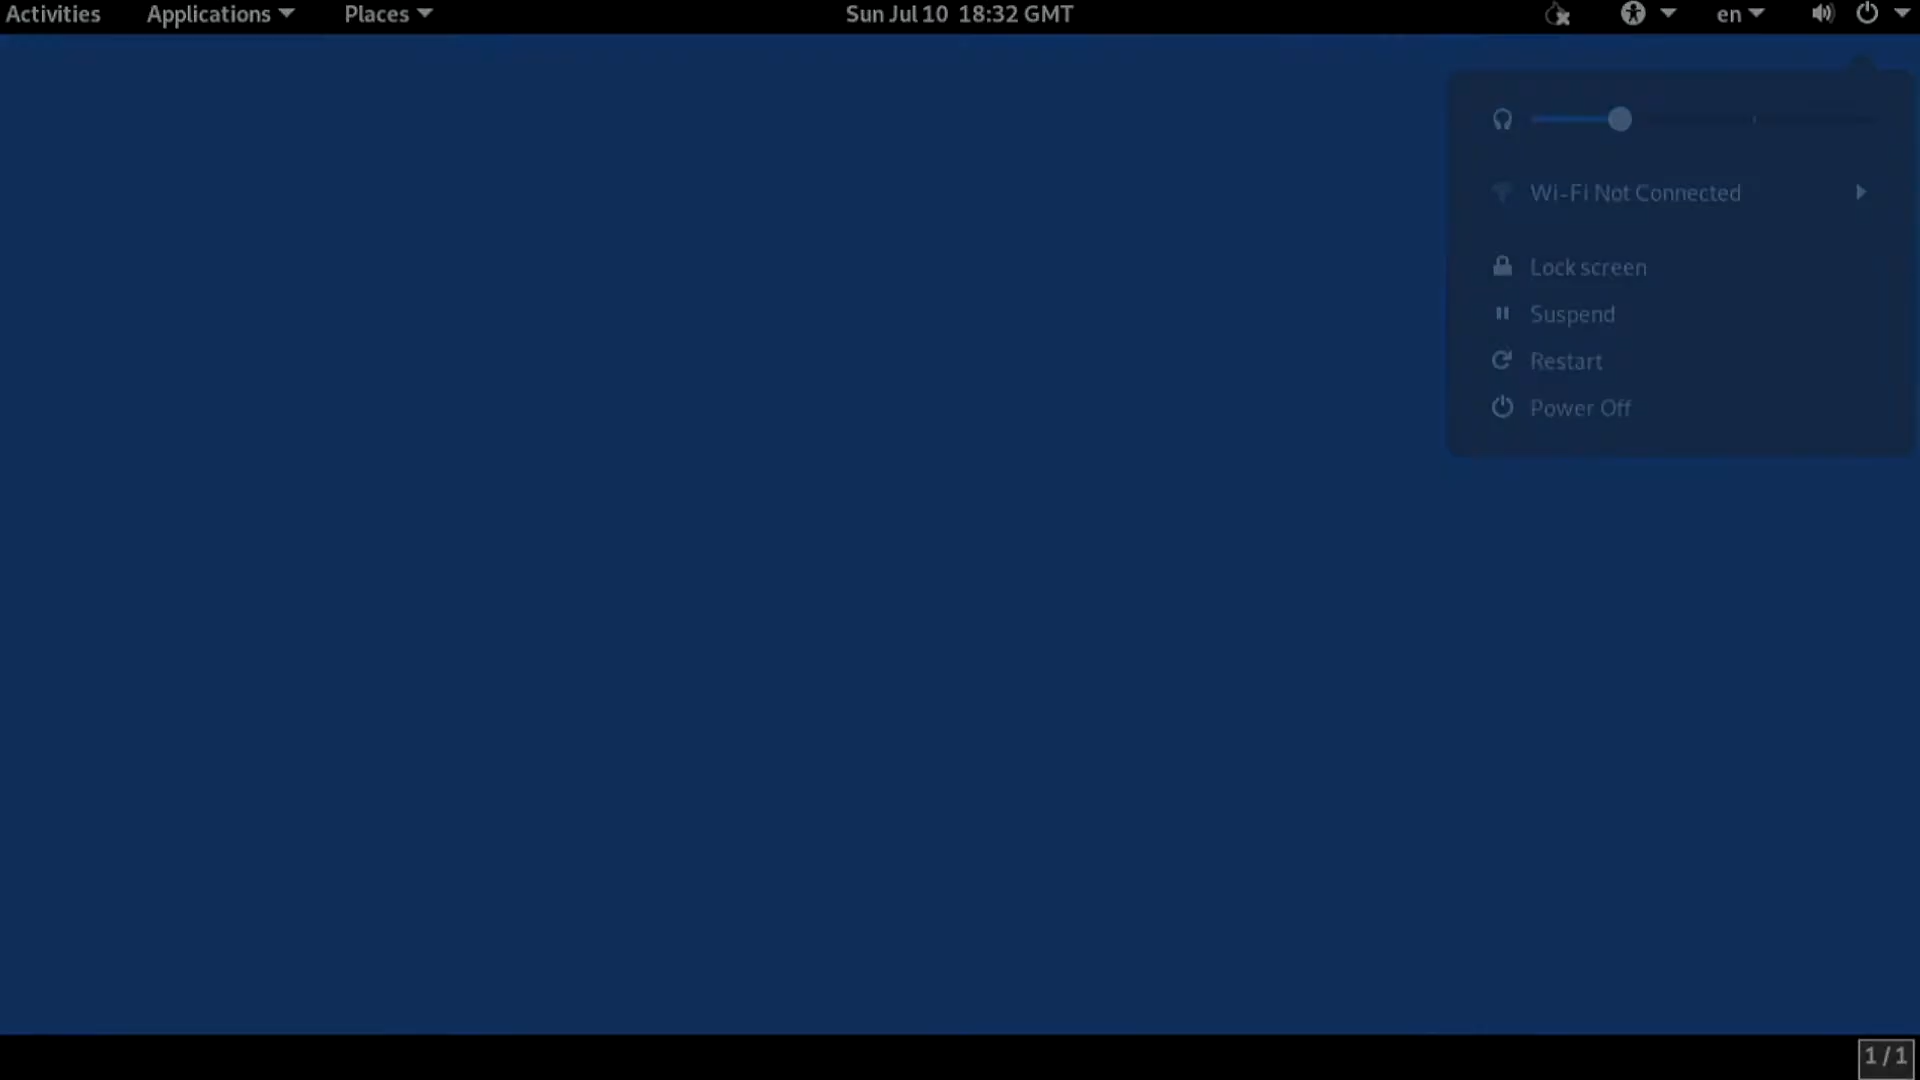 Activities Applications Places Sun Jul 10 18:32 GMT en
Wi-Fi Not Connected
Lock screen
Suspend
Restart
Power Off
1 / 1